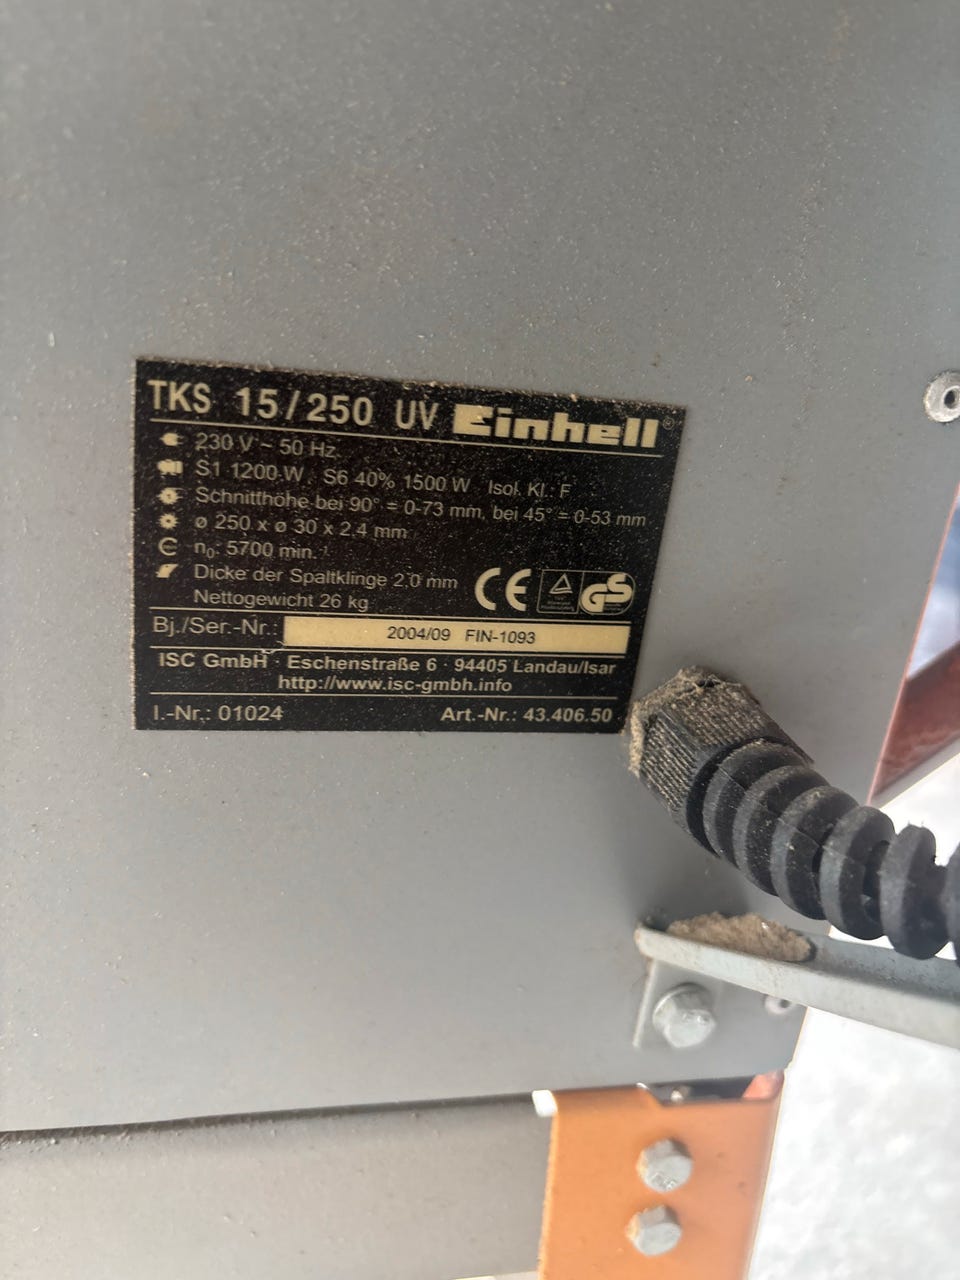 TKS 15/250 UV Einhell®
230 V ~ 50 Hz
S1 1200 W S6 40% 1500 W Isol. Kl.: F
Schnitthöhe bei 90° = 0-73 mm, bei 45° = 0-53 mm
ø 250 x ø 30 x 2,4 mm
n₀: 5700 min.⁻¹
Dicke der Spaltklinge 2,0 mm
Nettogewicht 26 kg
CE GS
Bj./Ser.-Nr.: 2004/09 FIN-1093
ISC GmbH · Eschenstraße 6 · 94405 Landau/Isar
http://www.isc-gmbh.info
I.-Nr.: 01024 Art.-Nr.: 43.406.50